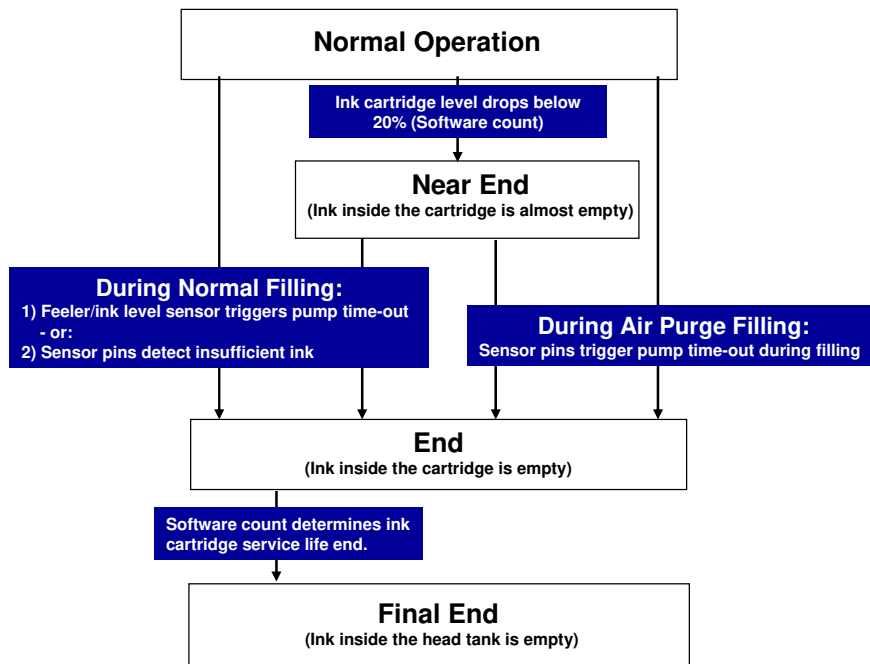 Normal Operation
Ink cartridge level drops below
20% (Software count)
Near End
(Ink inside the cartridge is almost empty)
During Normal Filling:
1) Feeler/ink level sensor triggers pump time-out
- or:
2) Sensor pins detect insufficient ink
During Air Purge Filling:
Sensor pins trigger pump time-out during filling
End
(Ink inside the cartridge is empty)
Software count determines ink
cartridge service life end.
Final End
(Ink inside the head tank is empty)